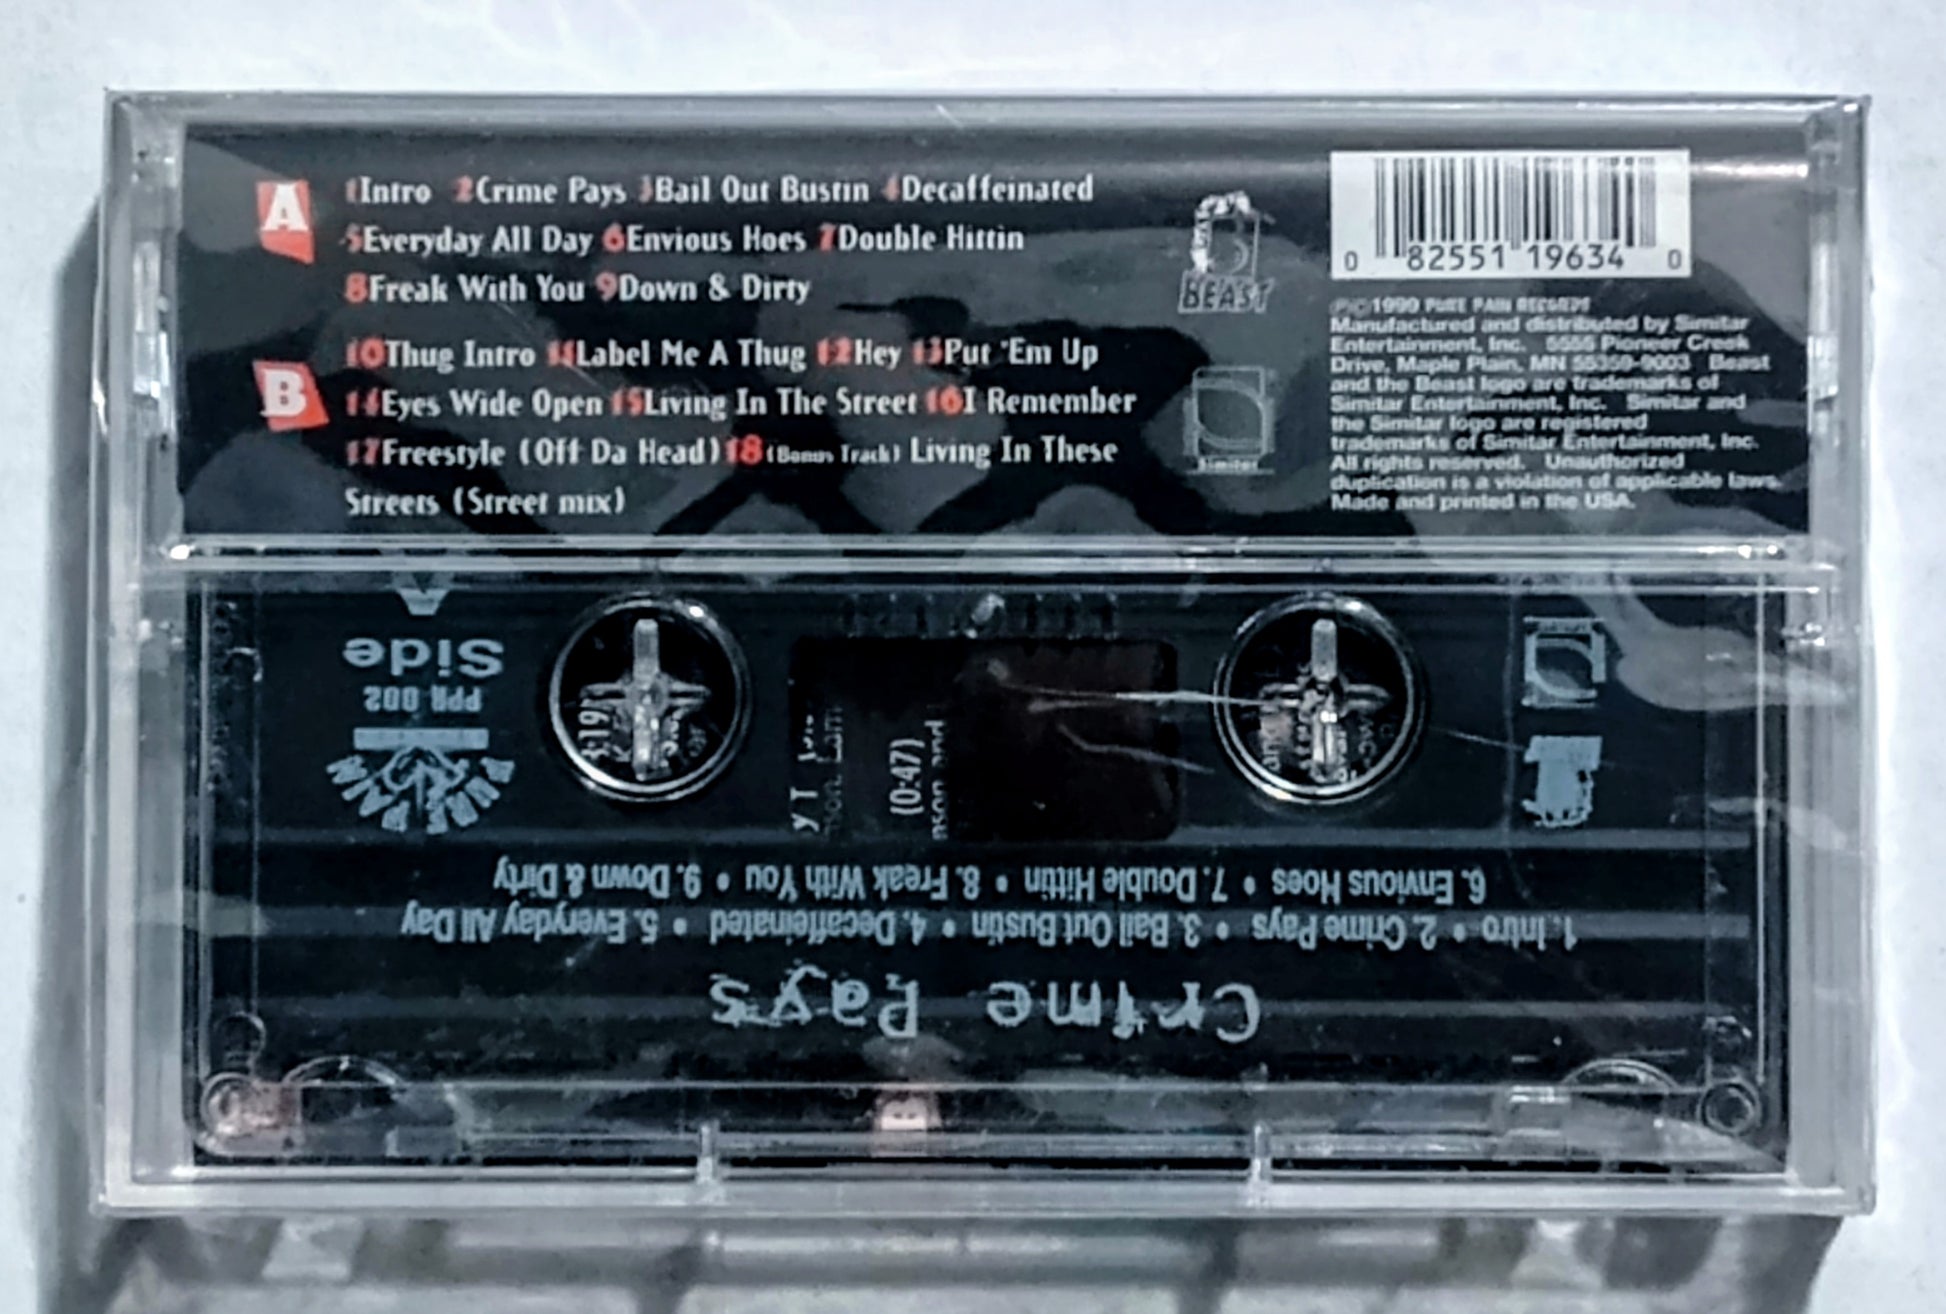 A
1Intro 2Crime Pays 3Bail Out Bustin 4Decaffeinated
5Everyday All Day 6Envious Hoes 7Double Hittin
8Freak With You 9Down & Dirty
B
10Thug Intro 11Label Me A Thug 12Hey 13Put 'Em Up
14Eyes Wide Open 15Living In The Street 16I Remember
17Freestyle (Off Da Head) 18(Bonus Track) Living In These
Streets (Street mix)
BEAST
Simitar
0 82551 19634 0
℗©1999 PURE PAIN RECORDS
Manufactured and distributed by Simitar
Entertainment, Inc. 5555 Pioneer Creek
Drive, Maple Plain, MN 55359-9003 Beast
and the Beast logo are trademarks of
Simitar Entertainment, Inc. Simitar and
the Simitar logo are registered
trademarks of Simitar Entertainment, Inc.
All rights reserved. Unauthorized
duplication is a violation of applicable laws.
Made and printed in the USA.
Crime Pays
1. Intro • 2. Crime Pays • 3. Bail Out Bustin • 4. Decaffeinated • 5. Everyday All Day
6. Envious Hoes • 7. Double Hittin • 8. Freak With You • 9. Down & Dirty
PURE PAIN
PPR 002
Side
A
(0:47)